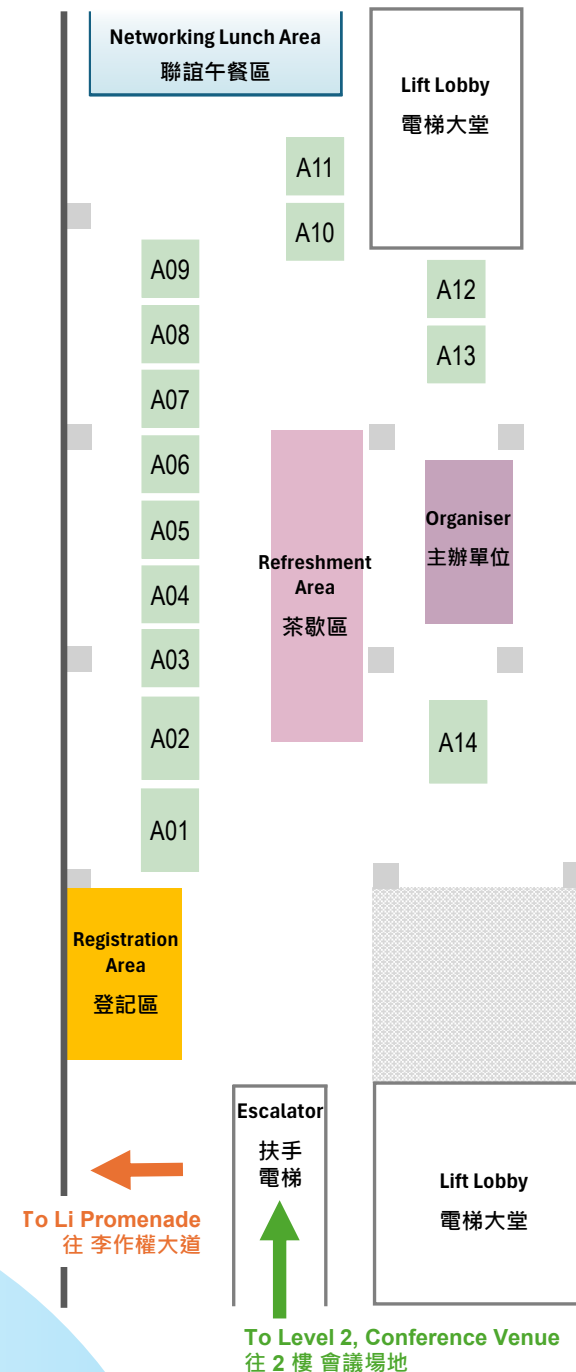 Networking Lunch Area
聯誼午餐區
Lift Lobby
電梯大堂
A11
A10
A09
A08
A07
A06
A05
A04
A03
A02
A01
A12
A13
Organiser
主辦單位
Refreshment
Area
茶歇區
A14
Registration
Area
登記區
Escalator
扶手
電梯
Lift Lobby
電梯大堂
To Li Promenade
往 李作權大道
To Level 2, Conference Venue
往 2 樓 會議場地